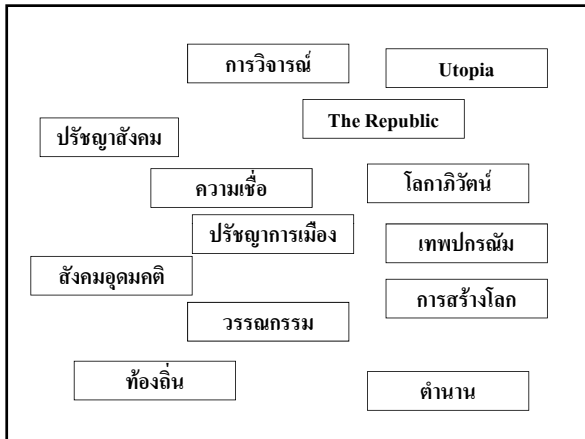 การวิจารณ์
Utopia
The Republic
ปรัชญาสังคม
ความเชื่อ
โลกาภิวัตน์
ปรัชญาการเมือง
เทพปกรณัม
สังคมอุดมคติ
การสร้างโลก
วรรณกรรม
ท้องถิ่น
ตำนาน